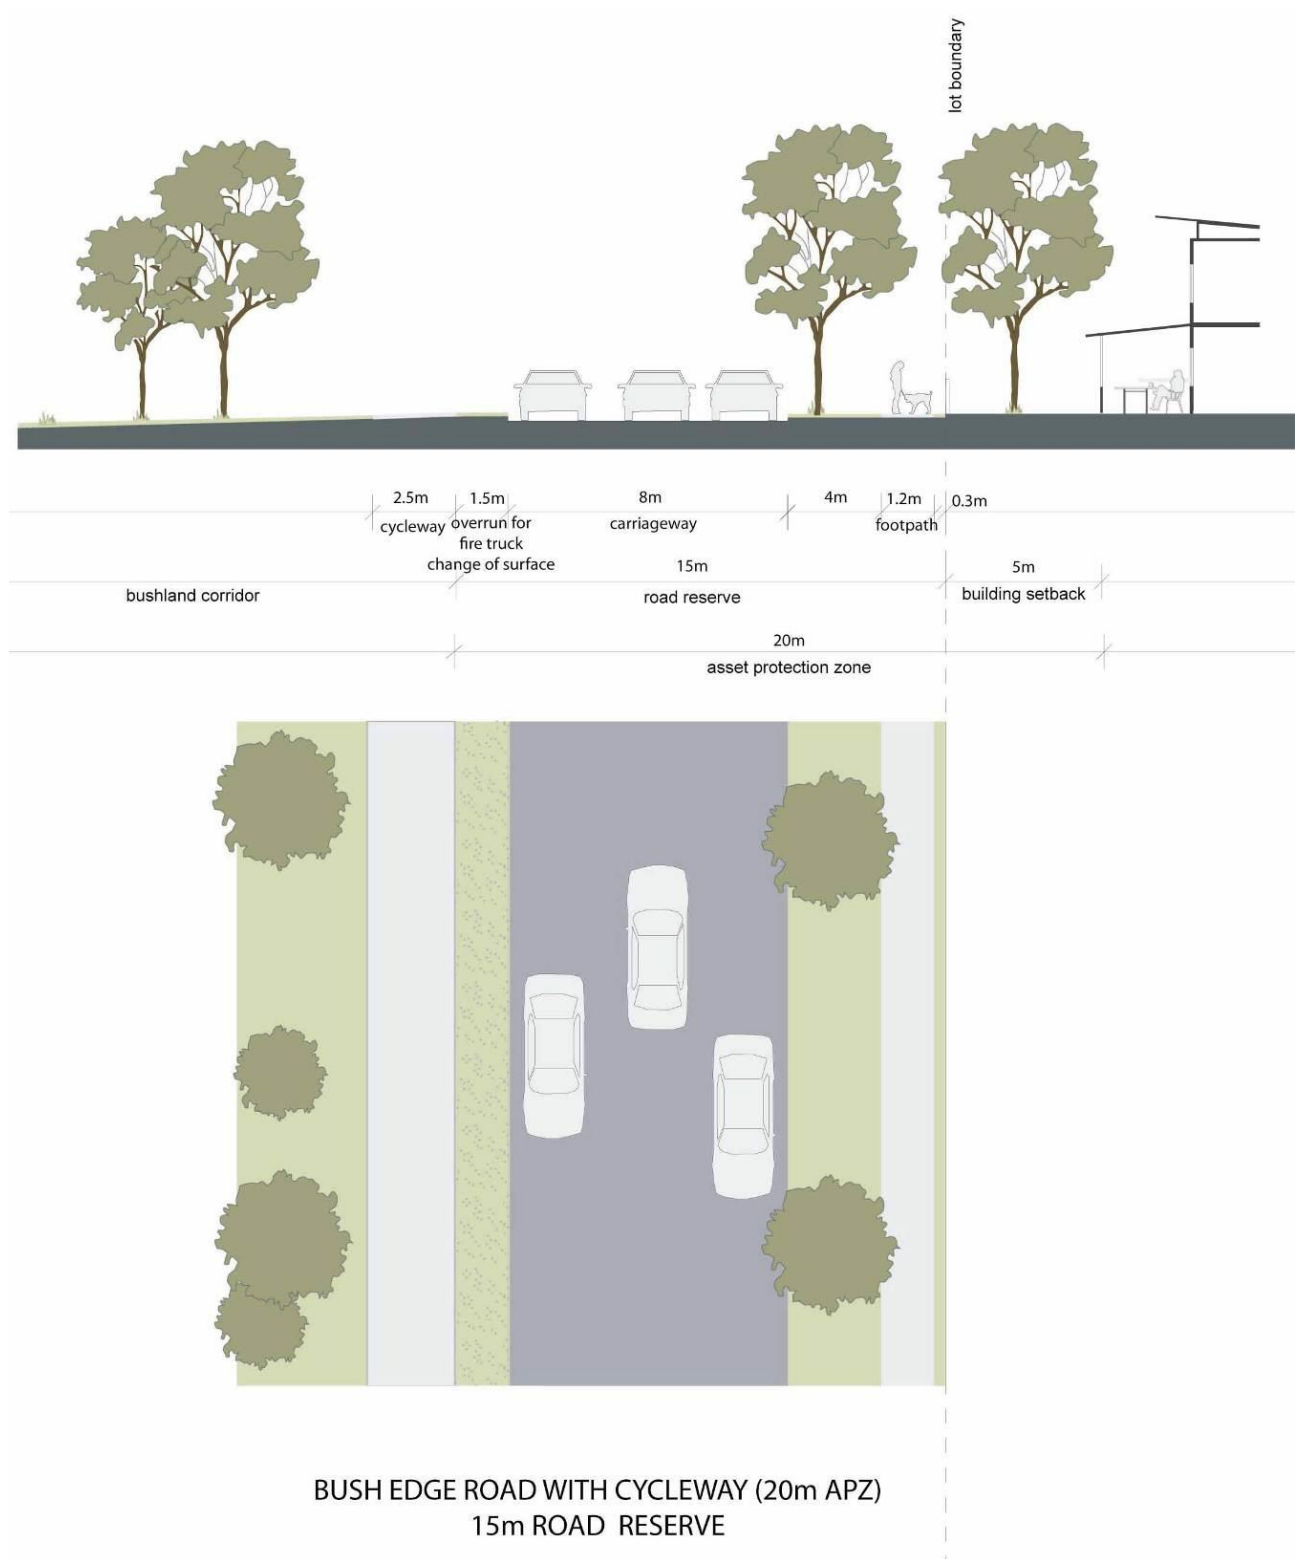 lot boundary
2.5m 1.5m 8m 4m 1.2m 0.3m
cycleway overrun for carriageway footpath
fire truck
change of surface
15m 5m
bushland corridor road reserve building setback
20m
asset protection zone
BUSH EDGE ROAD WITH CYCLEWAY (20m APZ)
15m ROAD RESERVE